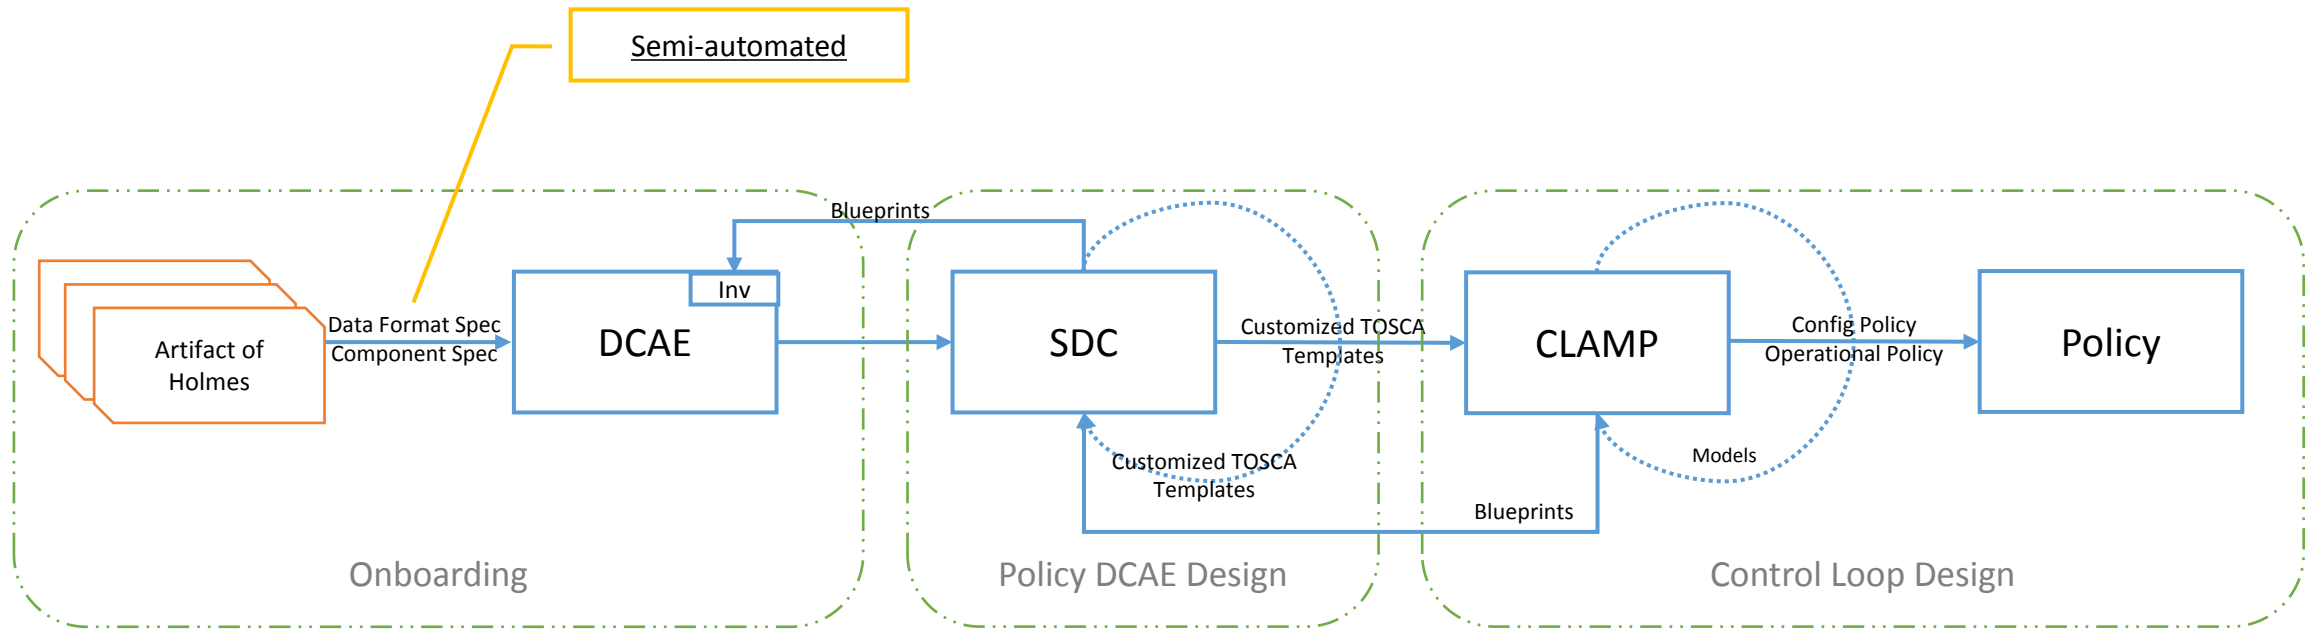 Semi-automated
Blueprints
Inv
Data Format Spec
Component Spec
Artifact of
Holmes
DCAE
SDC
Customized TOSCA
Templates
CLAMP
Config Policy
Operational Policy
Policy
Customized TOSCA
Templates
Models
Blueprints
Onboarding
Policy DCAE Design
Control Loop Design